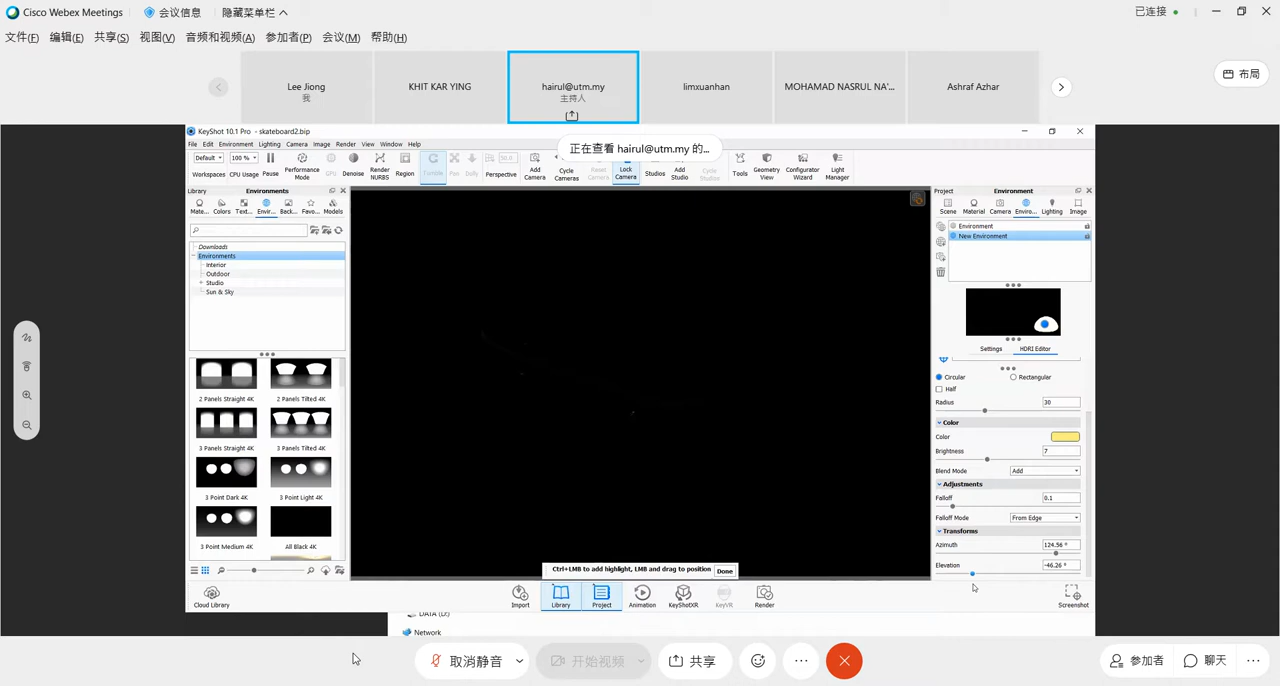 Cisco Webex Meetings 会议信息 隐藏菜单栏 已连接
文件(F) 编辑(E) 共享(S) 视图(V) 音频和视频(A) 参加者(P) 会议(M) 帮助(H)
Lee Jiong
我
KHIT KAR YING
hairul@utm.my
主持人
limxuanhan
MOHAMAD NASRUL NA'...
Ashraf Azhar
布局
KeyShot 10.1 Pro - skateboard2.bip
正在查看 hairul@utm.my 的...
File Edit Environment Lighting Camera Image Render View Window Help
Default 100 % 50.0
Workspaces CPU Usage Pause Performance Mode GPU Denoise Render NURBS Region Tumble Pan Dolly Perspective Add Camera Cycle Cameras Reset Camera Lock Camera Studios Add Studio Cycle Studios Tools Geometry View Configurator Wizard Light Manager
Library Environments
Mate... Colors Text... Envir... Back... Favo... Models
Downloads
Environments
Interior
Outdoor
Studio
Sun & Sky
2 Panels Straight 4K 2 Panels Tilted 4K
3 Panels Straight 4K 3 Panels Tilted 4K
3 Point Dark 4K 3 Point Light 4K
3 Point Medium 4K All Black 4K
Project Environment
Scene Material Camera Enviro... Lighting Image
Environment
New Environment
Settings HDRI Editor
Circular Rectangular
Half
Radius 30
Color
Color
Brightness 7
Blend Mode Add
Adjustments
Falloff 0.1
Falloff Mode From Edge
Transforms
Azimuth 124.56 °
Elevation -46.26 °
Ctrl+LMB to add highlight, LMB and drag to position Done
Cloud Library Import Library Project Animation KeyShotXR KeyVR Render Screenshot
DATA (D:)
Network
取消静音 开始视频 共享 参加者 聊天